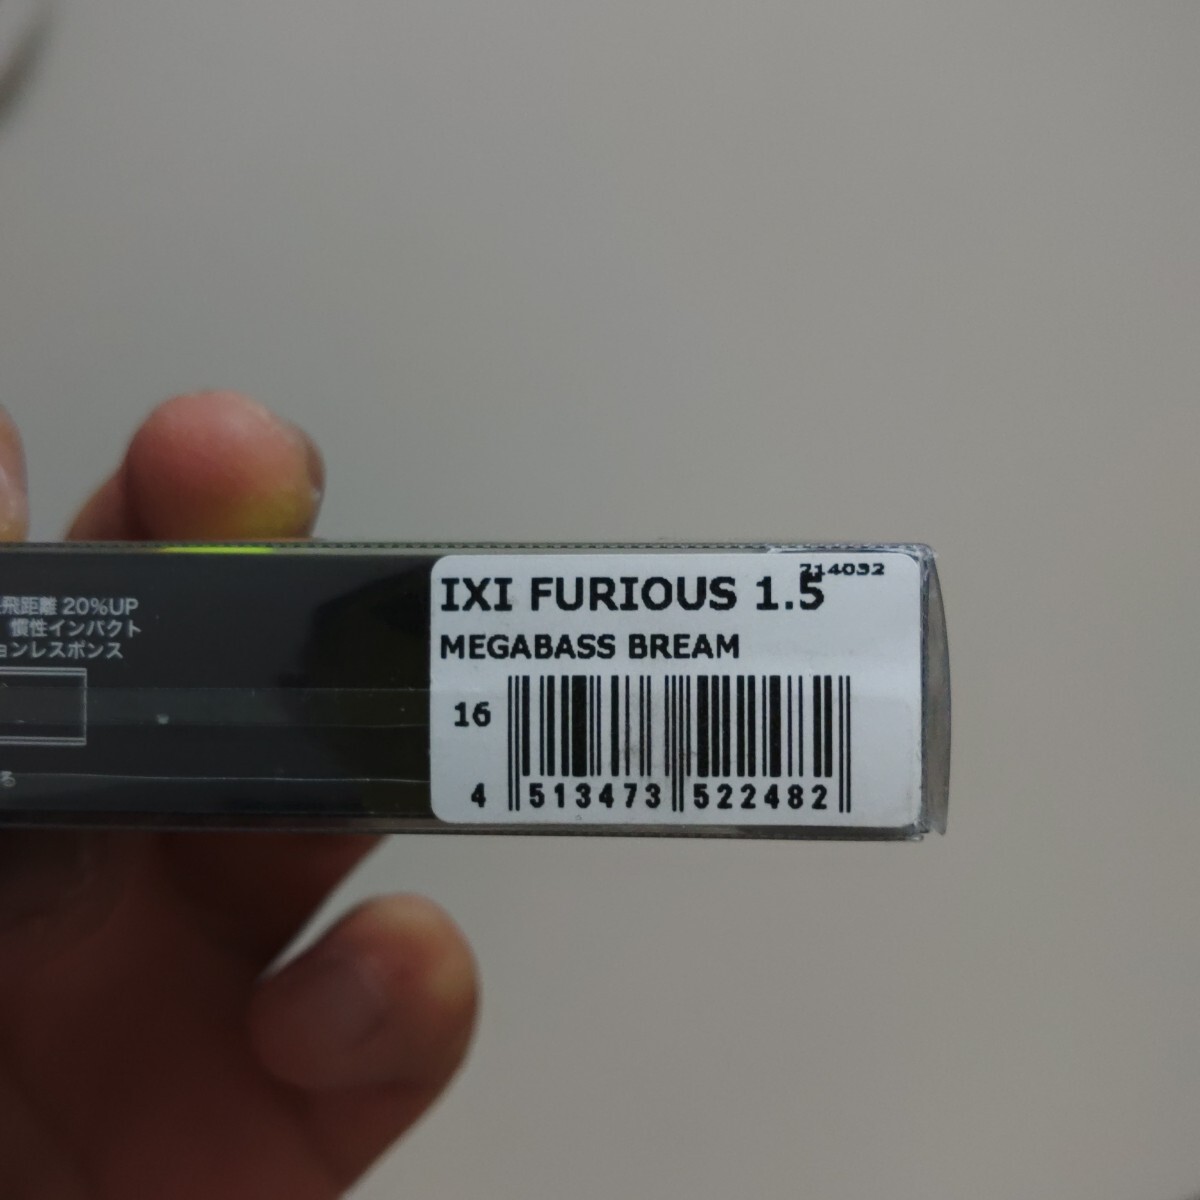 飛距離 20%UP
慣性インパクト
ョンレスポンス
る
714032
IXI FURIOUS 1.5
MEGABASS BREAM
16
4 513473 522482